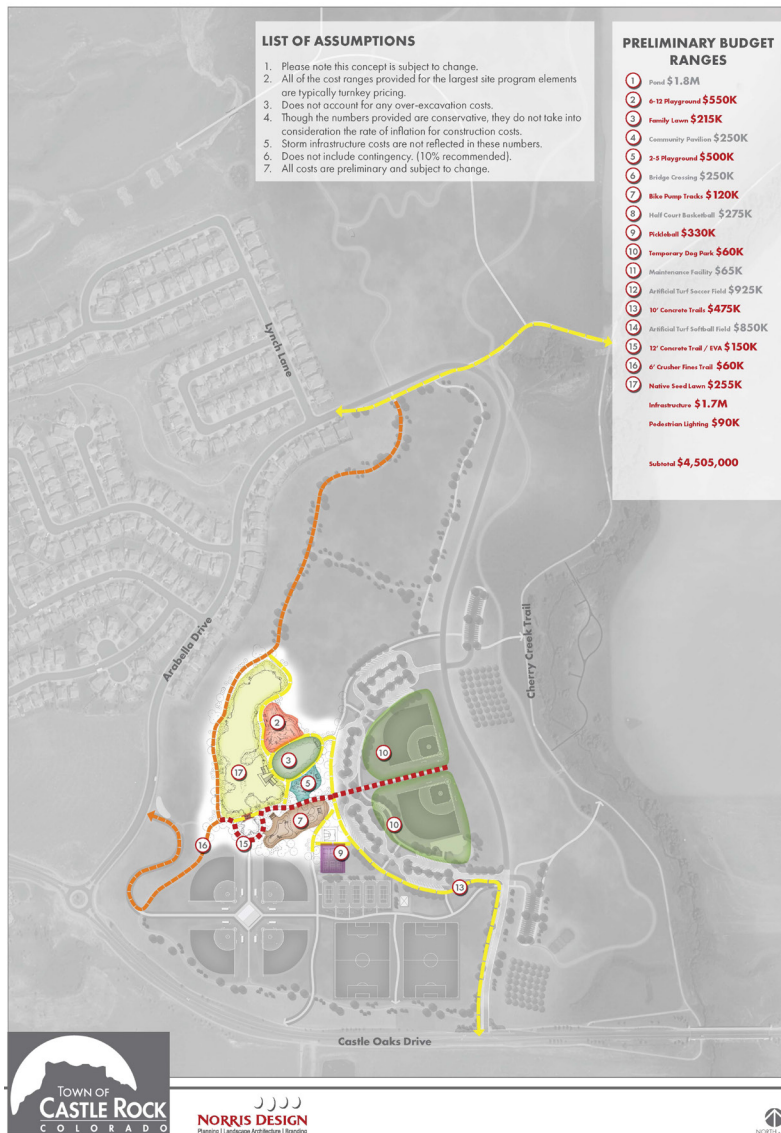 LIST OF ASSUMPTIONS
1. Please note this concept is subject to change.
2. All of the cost ranges provided for the largest site program elements
are typically turnkey pricing.
3. Does not account for any over-excavation costs.
4. Though the numbers provided are conservative, they do not take into
consideration the rate of inflation for construction costs.
5. Storm infrastructure costs are not reflected in these numbers.
6. Does not include contingency. (10% recommended).
7. All costs are preliminary and subject to change.
PRELIMINARY BUDGET
RANGES
1 Pond $1.8M
2 6-12 Playground $550K
3 Family Lawn $215K
4 Community Pavilion $250K
5 2-5 Playground $500K
6 Bridge Crossing $250K
7 Bike Pump Tracks $120K
8 Half Court Basketball $275K
9 Pickleball $330K
10 Temporary Dog Park $60K
11 Maintenance Facility $65K
12 Artificial Turf Soccer Field $925K
13 10' Concrete Trails $475K
14 Artificial Turf Softball Field $850K
15 12' Concrete Trail / EVA $150K
16 6' Crusher Fines Trail $60K
17 Native Seed Lawn $255K
Infrastructure $1.7M
Pedestrian Lighting $90K
Subtotal $4,505,000
Lynch Lane
Arabella Drive
Cherry Creek Trail
2
10
3
17
5
7
10
16
15
9
13
Castle Oaks Drive
TOWN OF
CASTLE ROCK
COLORADO
NORRIS DESIGN
Planning | Landscape Architecture | Branding
NORTH